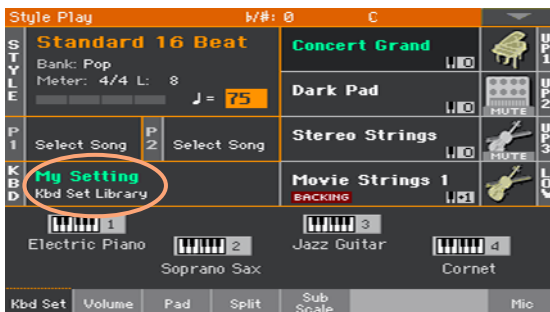 Style Play ♭/#: 0 C
STYLE
Standard 16 Beat
Bank: Pop
Meter: 4/4 L: 8
♩= 75
Concert Grand
UP1
Dark Pad
MUTE
UP2
P1
Select Song
P2
Select Song
Stereo Strings
MUTE
UP3
KBD
My Setting
Kbd Set Library
Movie Strings 1
BACKING
LOW
1
Electric Piano
2
Soprano Sax
3
Jazz Guitar
4
Cornet
Kbd Set Volume Pad Split Sub Scale Mic